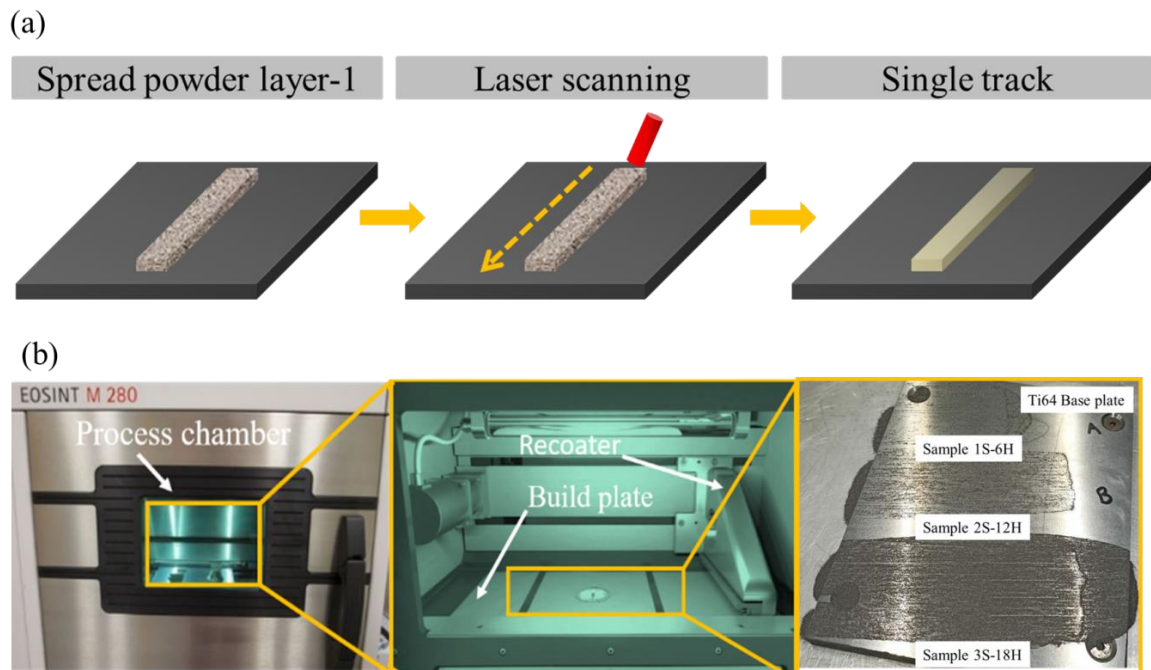 (a)
Spread powder layer-1
Laser scanning
Single track
(b)
EOSINT M 280
Process chamber
Recoater
Build plate
Ti64 Base plate
A
Sample 1S-6H
B
Sample 2S-12H
Sample 3S-18H